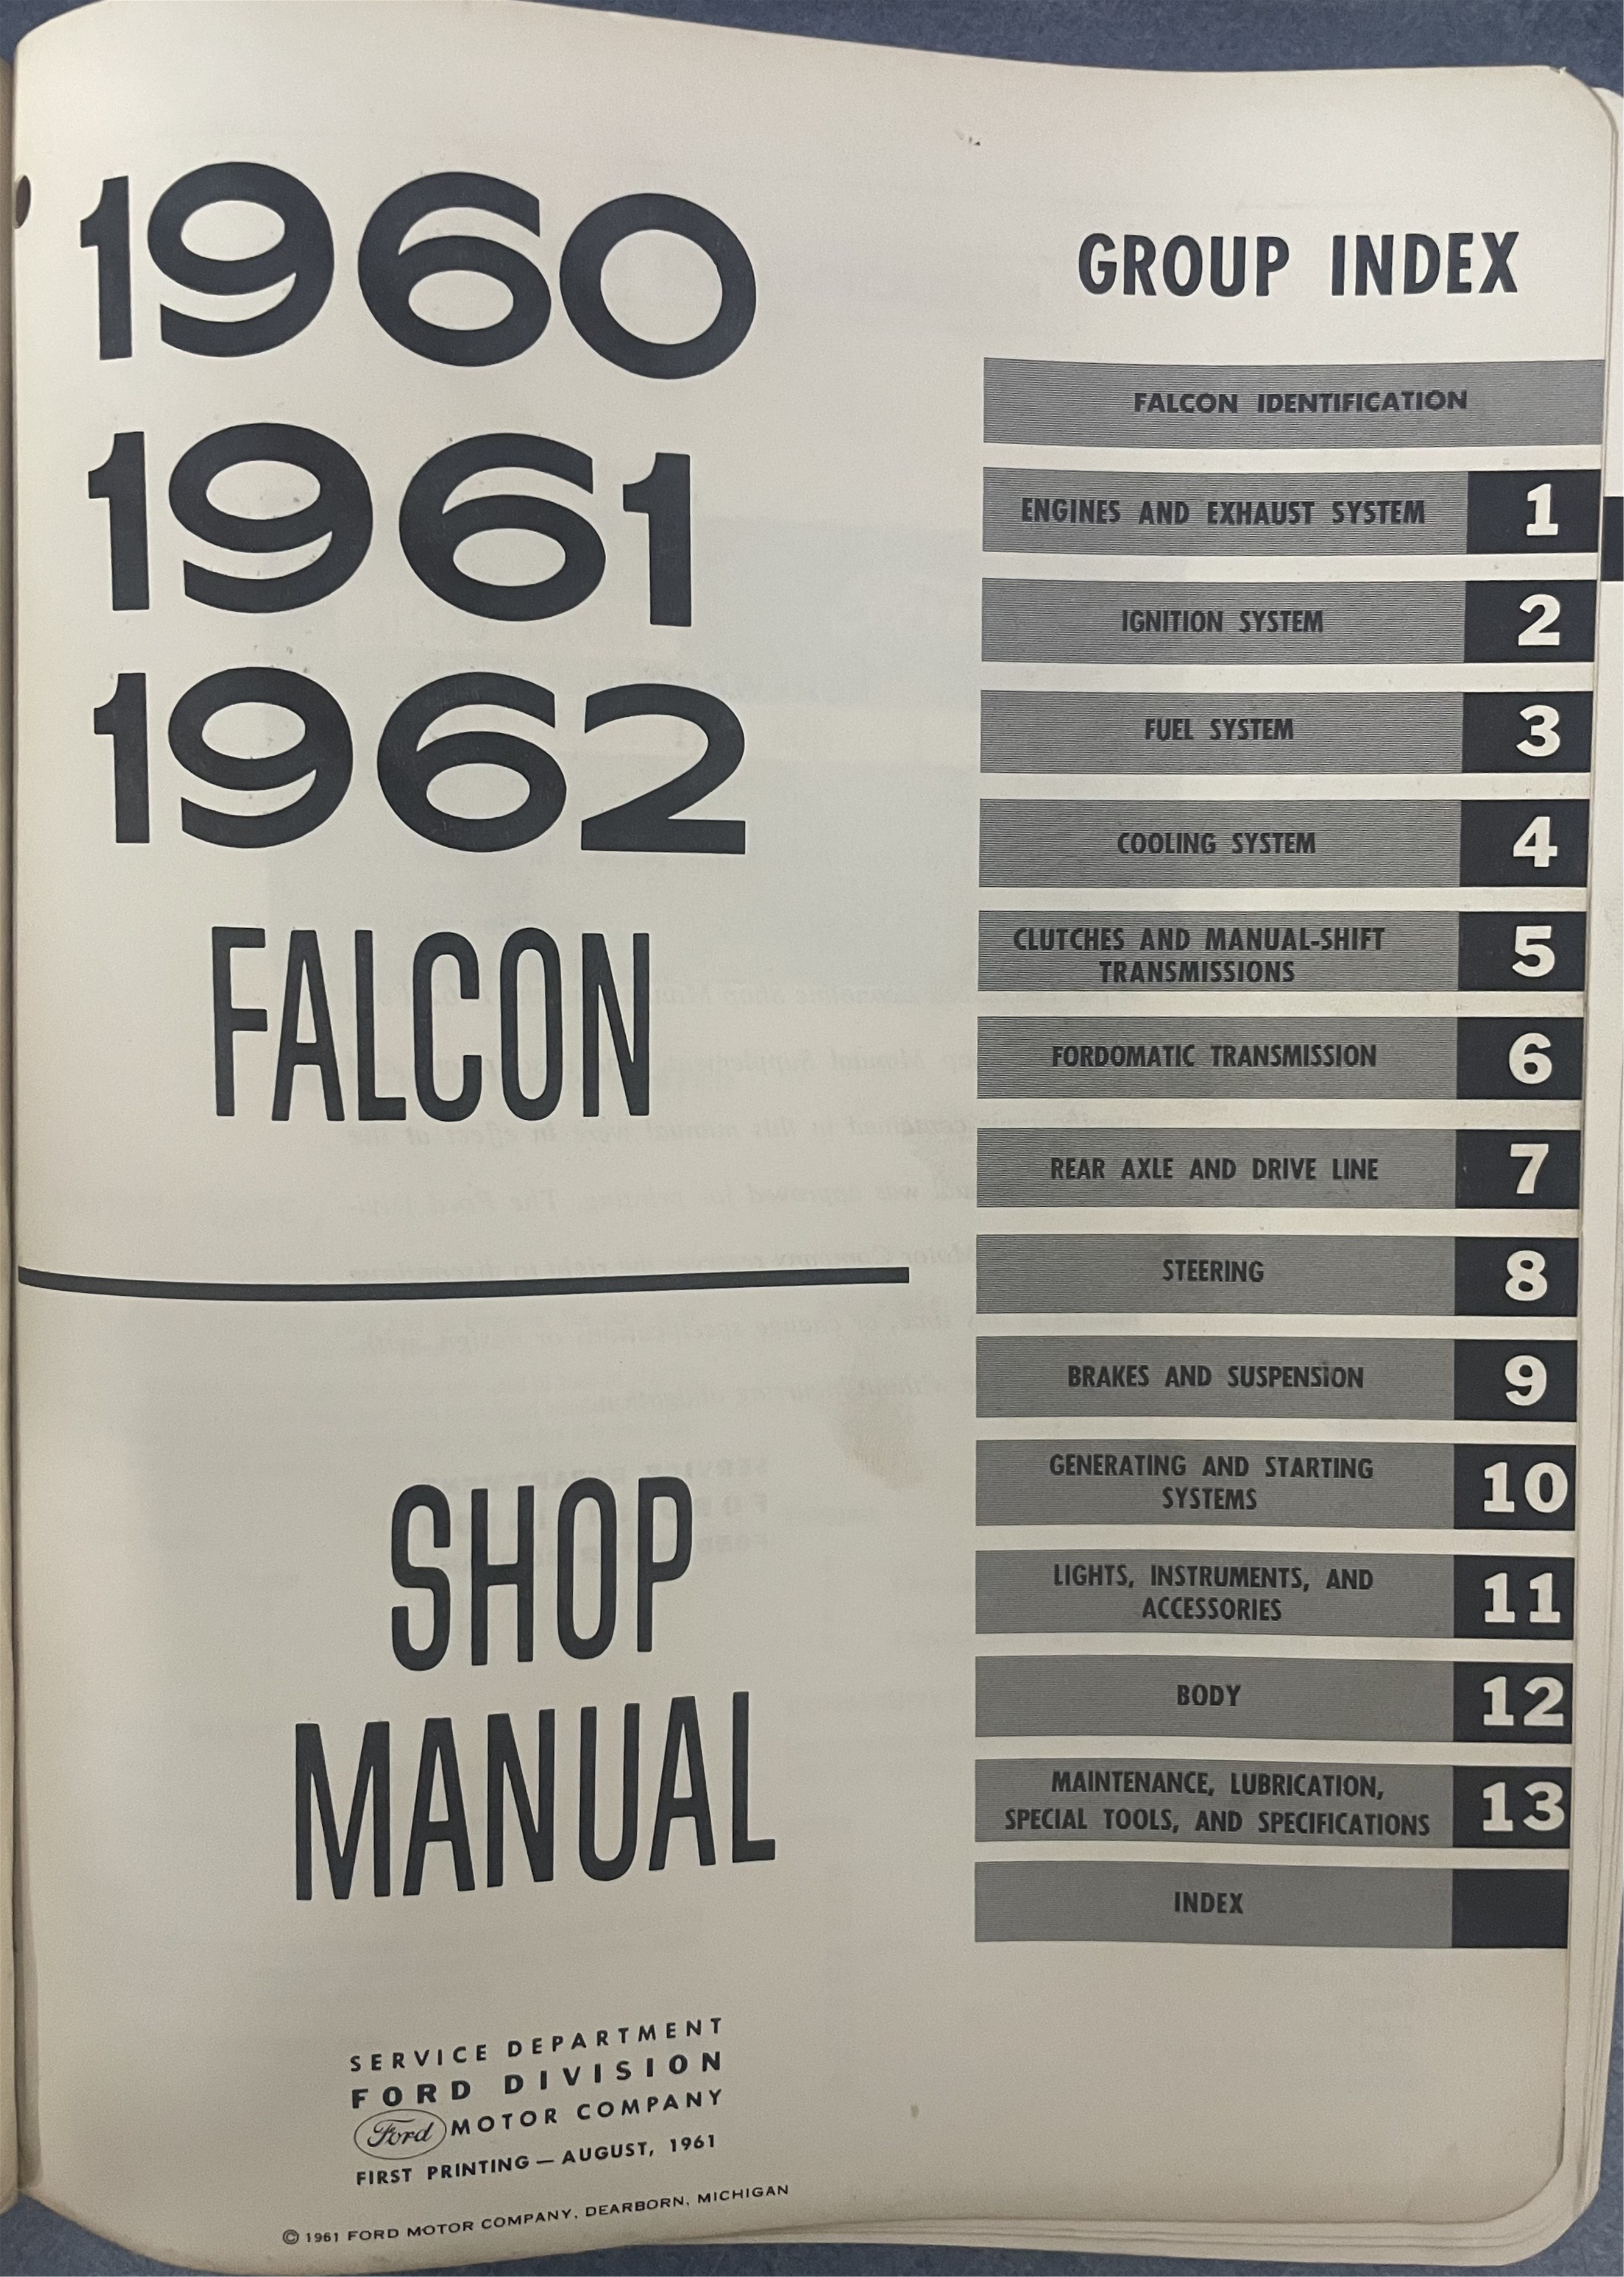 1960
1961
1962
FALCON
SHOP
MANUAL
SERVICE DEPARTMENT
FORD DIVISION
Ford MOTOR COMPANY
FIRST PRINTING — AUGUST, 1961
© 1961 FORD MOTOR COMPANY, DEARBORN, MICHIGAN
GROUP INDEX
FALCON IDENTIFICATION
ENGINES AND EXHAUST SYSTEM 1
IGNITION SYSTEM 2
FUEL SYSTEM 3
COOLING SYSTEM 4
CLUTCHES AND MANUAL-SHIFT
TRANSMISSIONS 5
FORDOMATIC TRANSMISSION 6
REAR AXLE AND DRIVE LINE 7
STEERING 8
BRAKES AND SUSPENSION 9
GENERATING AND STARTING
SYSTEMS 10
LIGHTS, INSTRUMENTS, AND
ACCESSORIES 11
BODY 12
MAINTENANCE, LUBRICATION,
SPECIAL TOOLS, AND SPECIFICATIONS 13
INDEX